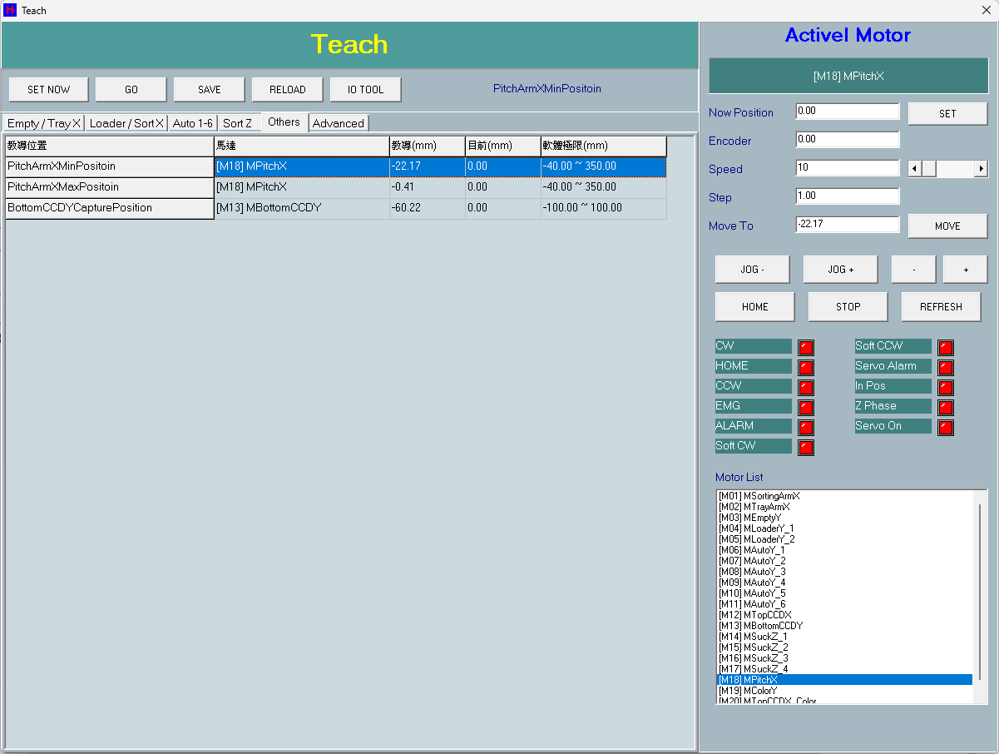 Teach
Teach
SET NOW
GO
SAVE
RELOAD
IO TOOL
PitchArmXMinPositoin
Empty / Tray X
Loader / Sort X
Auto 1-6
Sort Z
Others
Advanced
教導位置 馬達 教導(mm) 目前(mm) 軟體極限(mm)
PitchArmXMinPositoin [M18] MPitchX -22.17 0.00 -40.00 ~ 350.00
PitchArmXMaxPositoin [M18] MPitchX -0.41 0.00 -40.00 ~ 350.00
BottomCCDYCapturePosition [M13] MBottomCCDY -60.22 0.00 -100.00 ~ 100.00
Activel Motor
[M18] MPitchX
Now Position 0.00 SET
Encoder 0.00
Speed 10
Step 1.00
Move To -22.17 MOVE
JOG - JOG + - +
HOME STOP REFRESH
CW Soft CCW
HOME Servo Alarm
CCW In Pos
EMG Z Phase
ALARM Servo On
Soft CW
Motor List
[M01] MSortingArmX
[M02] MTrayArmX
[M03] MEmptyY
[M04] MLoaderY_1
[M05] MLoaderY_2
[M06] MAutoY_1
[M07] MAutoY_2
[M08] MAutoY_3
[M09] MAutoY_4
[M10] MAutoY_5
[M11] MAutoY_6
[M12] MTopCCDX
[M13] MBottomCCDY
[M14] MSuckZ_1
[M15] MSuckZ_2
[M16] MSuckZ_3
[M17] MSuckZ_4
[M18] MPitchX
[M19] MColorY
[M20] MTopCCDX_Color